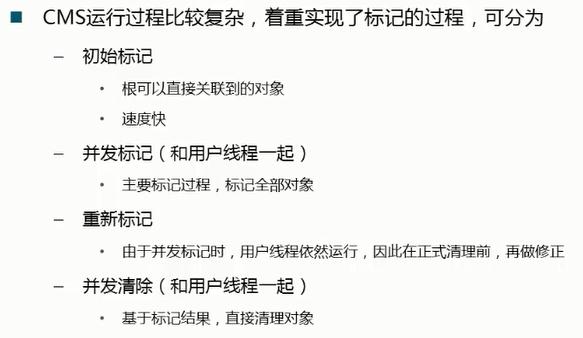 CMS运行过程比较复杂，着重实现了标记的过程，可分为
– 初始标记
• 根可以直接关联到的对象
• 速度快
– 并发标记（和用户线程一起）
• 主要标记过程，标记全部对象
– 重新标记
• 由于并发标记时，用户线程依然运行，因此在正式清理前，再做修正
– 并发清除（和用户线程一起）
• 基于标记结果，直接清理对象